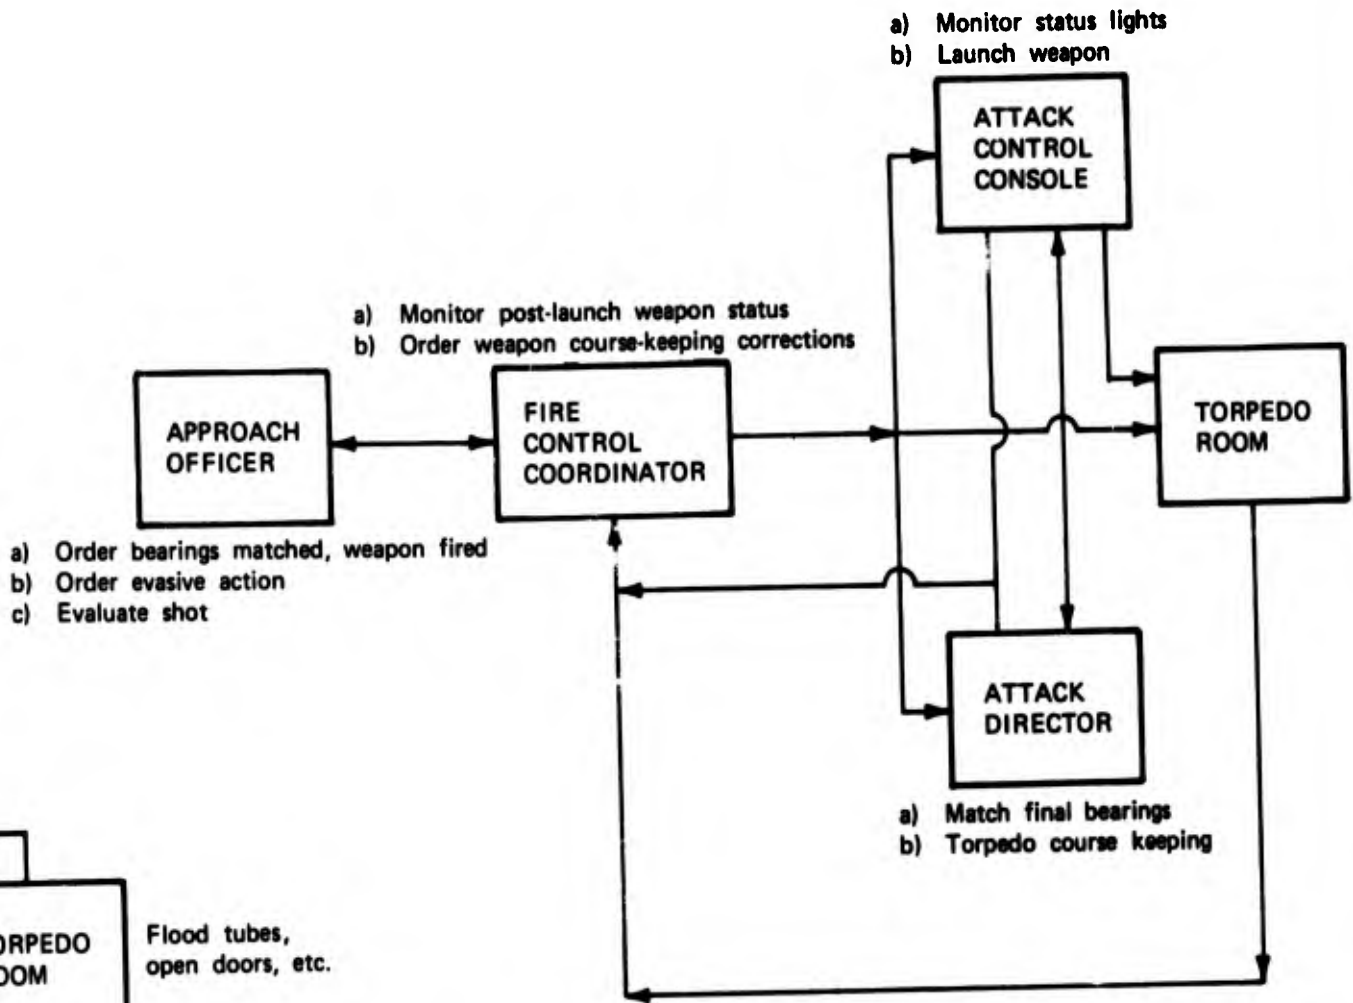 a) Monitor status lights
b) Launch weapon
ATTACK
CONTROL
CONSOLE
a) Monitor post-launch weapon status
b) Order weapon course-keeping corrections
APPROACH
OFFICER
FIRE
CONTROL
COORDINATOR
TORPEDO
ROOM
a) Order bearings matched, weapon fired
b) Order evasive action
c) Evaluate shot
ATTACK
DIRECTOR
a) Match final bearings
b) Torpedo course keeping
ORPEDO
OOM
Flood tubes,
open doors, etc.